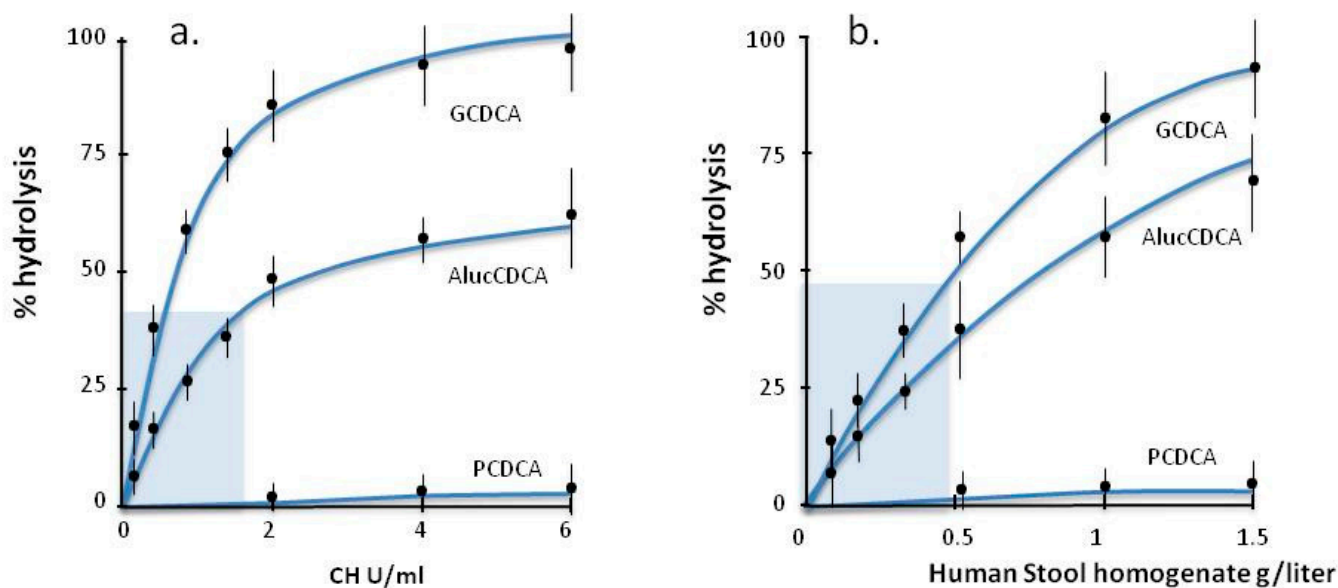 a.
% hydrolysis
100
75
50
25
0
GCDCA
AlucCDCA
PCDCA
0 2 4 6
CH U/ml
b.
% hydrolysis
100
75
50
25
0
GCDCA
AlucCDCA
PCDCA
0 0.5 1 1.5
Human Stool homogenate g/liter